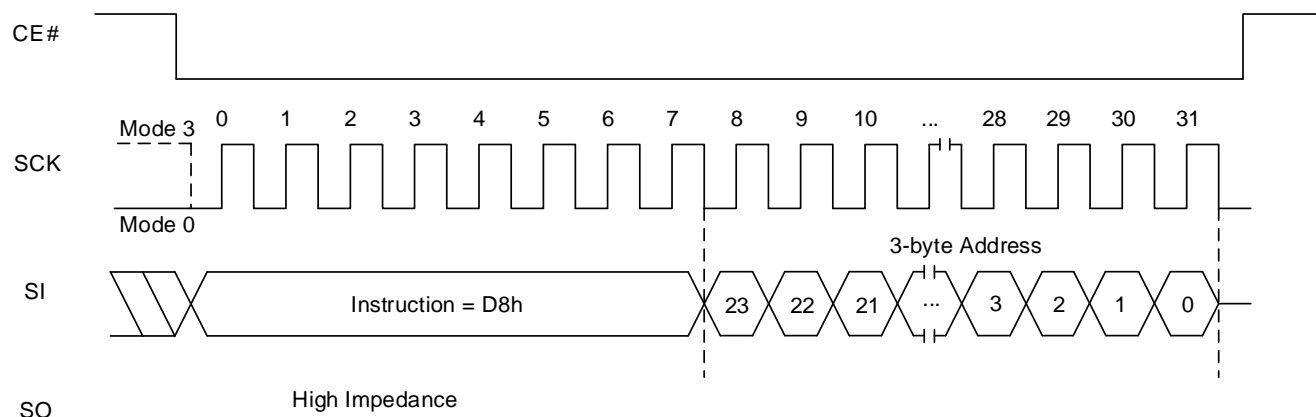 CE#
Mode 3 0 1 2 3 4 5 6 7 8 9 10 ... 28 29 30 31
SCK
Mode 0
3-byte Address
SI Instruction = D8h 23 22 21 ... 3 2 1 0
High Impedance
SO